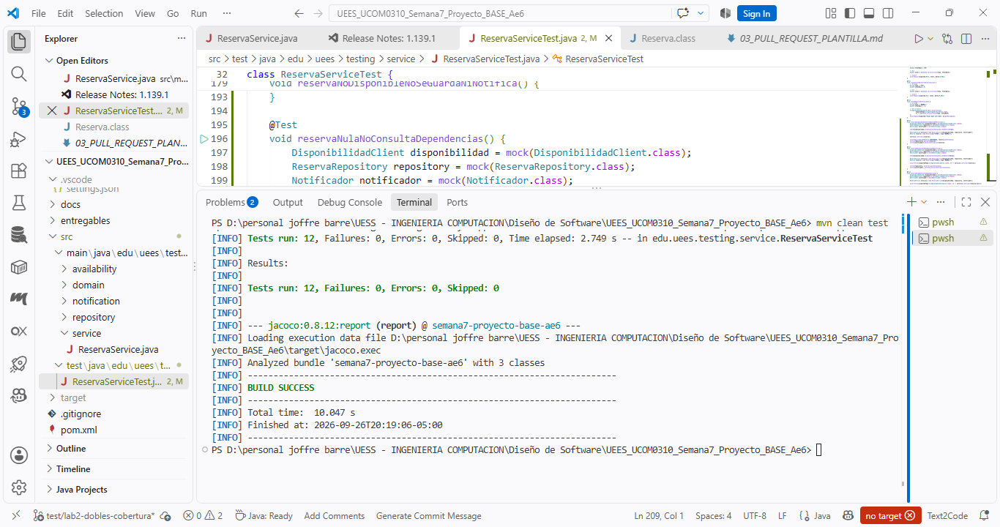 File Edit Selection View Go Run ··· UEES_UCOM0310_Semana7_Proyecto_BASE_Ae6 Sign In
Explorer ···
Open Editors
ReservaService.java src\m...
Release Notes: 1.139.1
ReservaServiceTest.... 2, M
Reserva.class
03_PULL_REQUEST_PLANT...
UEES_UCOM0310_Semana7_Pro...
.vscode
settings.json
docs
entregables
src
main\java\edu\uees\test...
availability
domain
notification
repository
service
ReservaService.java
test\java\edu\uees\t...
ReservaServiceTest.j... 2, M
target
.gitignore
pom.xml
Outline
Timeline
Java Projects
3
ReservaService.java Release Notes: 1.139.1 ReservaServiceTest.java 2, M Reserva.class 03_PULL_REQUEST_PLANTILLA.md ···
src > test > java > edu > uees > testing > service > ReservaServiceTest.java > ReservaServiceTest
32 class ReservaServiceTest {
179 void reservaNoDisponibleNoSeGuardaNiNotifica() {
193 }
194
195 @Test
196 void reservaNulaNoConsultaDependencias() {
197 DisponibilidadClient disponibilidad = mock(DisponibilidadClient.class);
198 ReservaRepository repository = mock(ReservaRepository.class);
199 Notificador notificador = mock(Notificador.class);
Problems 2 Output Debug Console Terminal Ports
pwsh
pwsh
PS D:\personal joffre barre\UESS - INGENIERIA COMPUTACION\Diseño de Software\UEES_UCOM0310_Semana7_Proyecto_BASE_Ae6> mvn clean test
[INFO] Tests run: 12, Failures: 0, Errors: 0, Skipped: 0, Time elapsed: 2.749 s -- in edu.uees.testing.service.ReservaServiceTest
[INFO]
[INFO] Results:
[INFO]
[INFO] Tests run: 12, Failures: 0, Errors: 0, Skipped: 0
[INFO]
[INFO]
[INFO] --- jacoco:0.8.12:report (report) @ semana7-proyecto-base-ae6 ---
[INFO] Loading execution data file D:\personal joffre barre\UESS - INGENIERIA COMPUTACION\Diseño de Software\UEES_UCOM0310_Semana7_Pro
yecto_BASE_Ae6\target\jacoco.exec
[INFO] Analyzed bundle 'semana7-proyecto-base-ae6' with 3 classes
[INFO] ------------------------------------------------------------------------
[INFO] BUILD SUCCESS
[INFO] ------------------------------------------------------------------------
[INFO] Total time:  10.047 s
[INFO] Finished at: 2026-09-26T20:19:06-05:00
[INFO] ------------------------------------------------------------------------
PS D:\personal joffre barre\UESS - INGENIERIA COMPUTACION\Diseño de Software\UEES_UCOM0310_Semana7_Proyecto_BASE_Ae6>
test/lab2-dobles-cobertura* 0 2 Java: Ready Add Comments Generate Commit Message Ln 209, Col 1 Spaces: 4 UTF-8 LF {} Java no target Text2Code